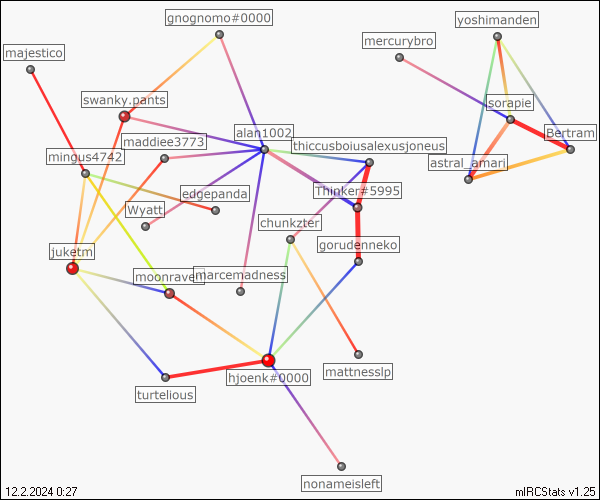 gnognomo#0000
yoshimanden
mercurybro
majestico
swanky.pants
sorapie
alan1002
Bertram
maddiee3773
thiccusboiusalexusjoneus
mingus4742
astral_amari
edgepanda
Thinker#5995
Wyatt
chunkzter
gorudenneko
juketm
moonraven
marcemadness
mattnesslp
hjoenk#0000
turtelious
nonameisleft
12.2.2024 0:27
mIRCStats v1.25